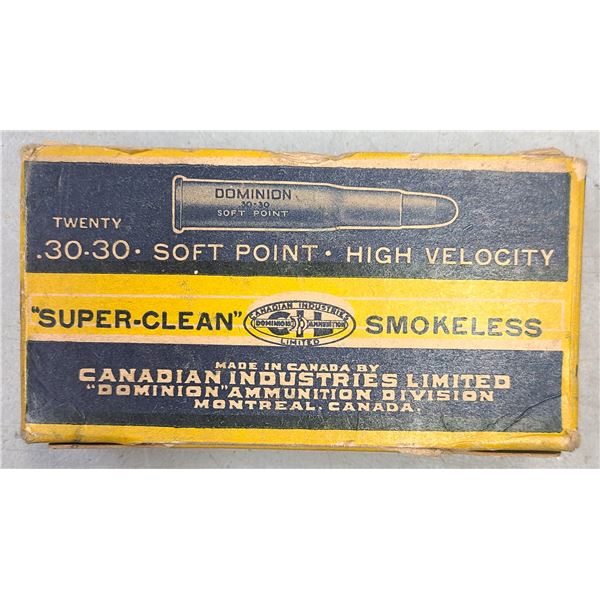 DOMINION
.30-30
SOFT POINT
TWENTY
.30-30 · SOFT POINT · HIGH VELOCITY
"SUPER-CLEAN" SMOKELESS
CANADIAN INDUSTRIES
DOMINION AMMUNITION
LIMITED
MADE IN CANADA BY
CANADIAN INDUSTRIES LIMITED
"DOMINION" AMMUNITION DIVISION
MONTREAL, CANADA.